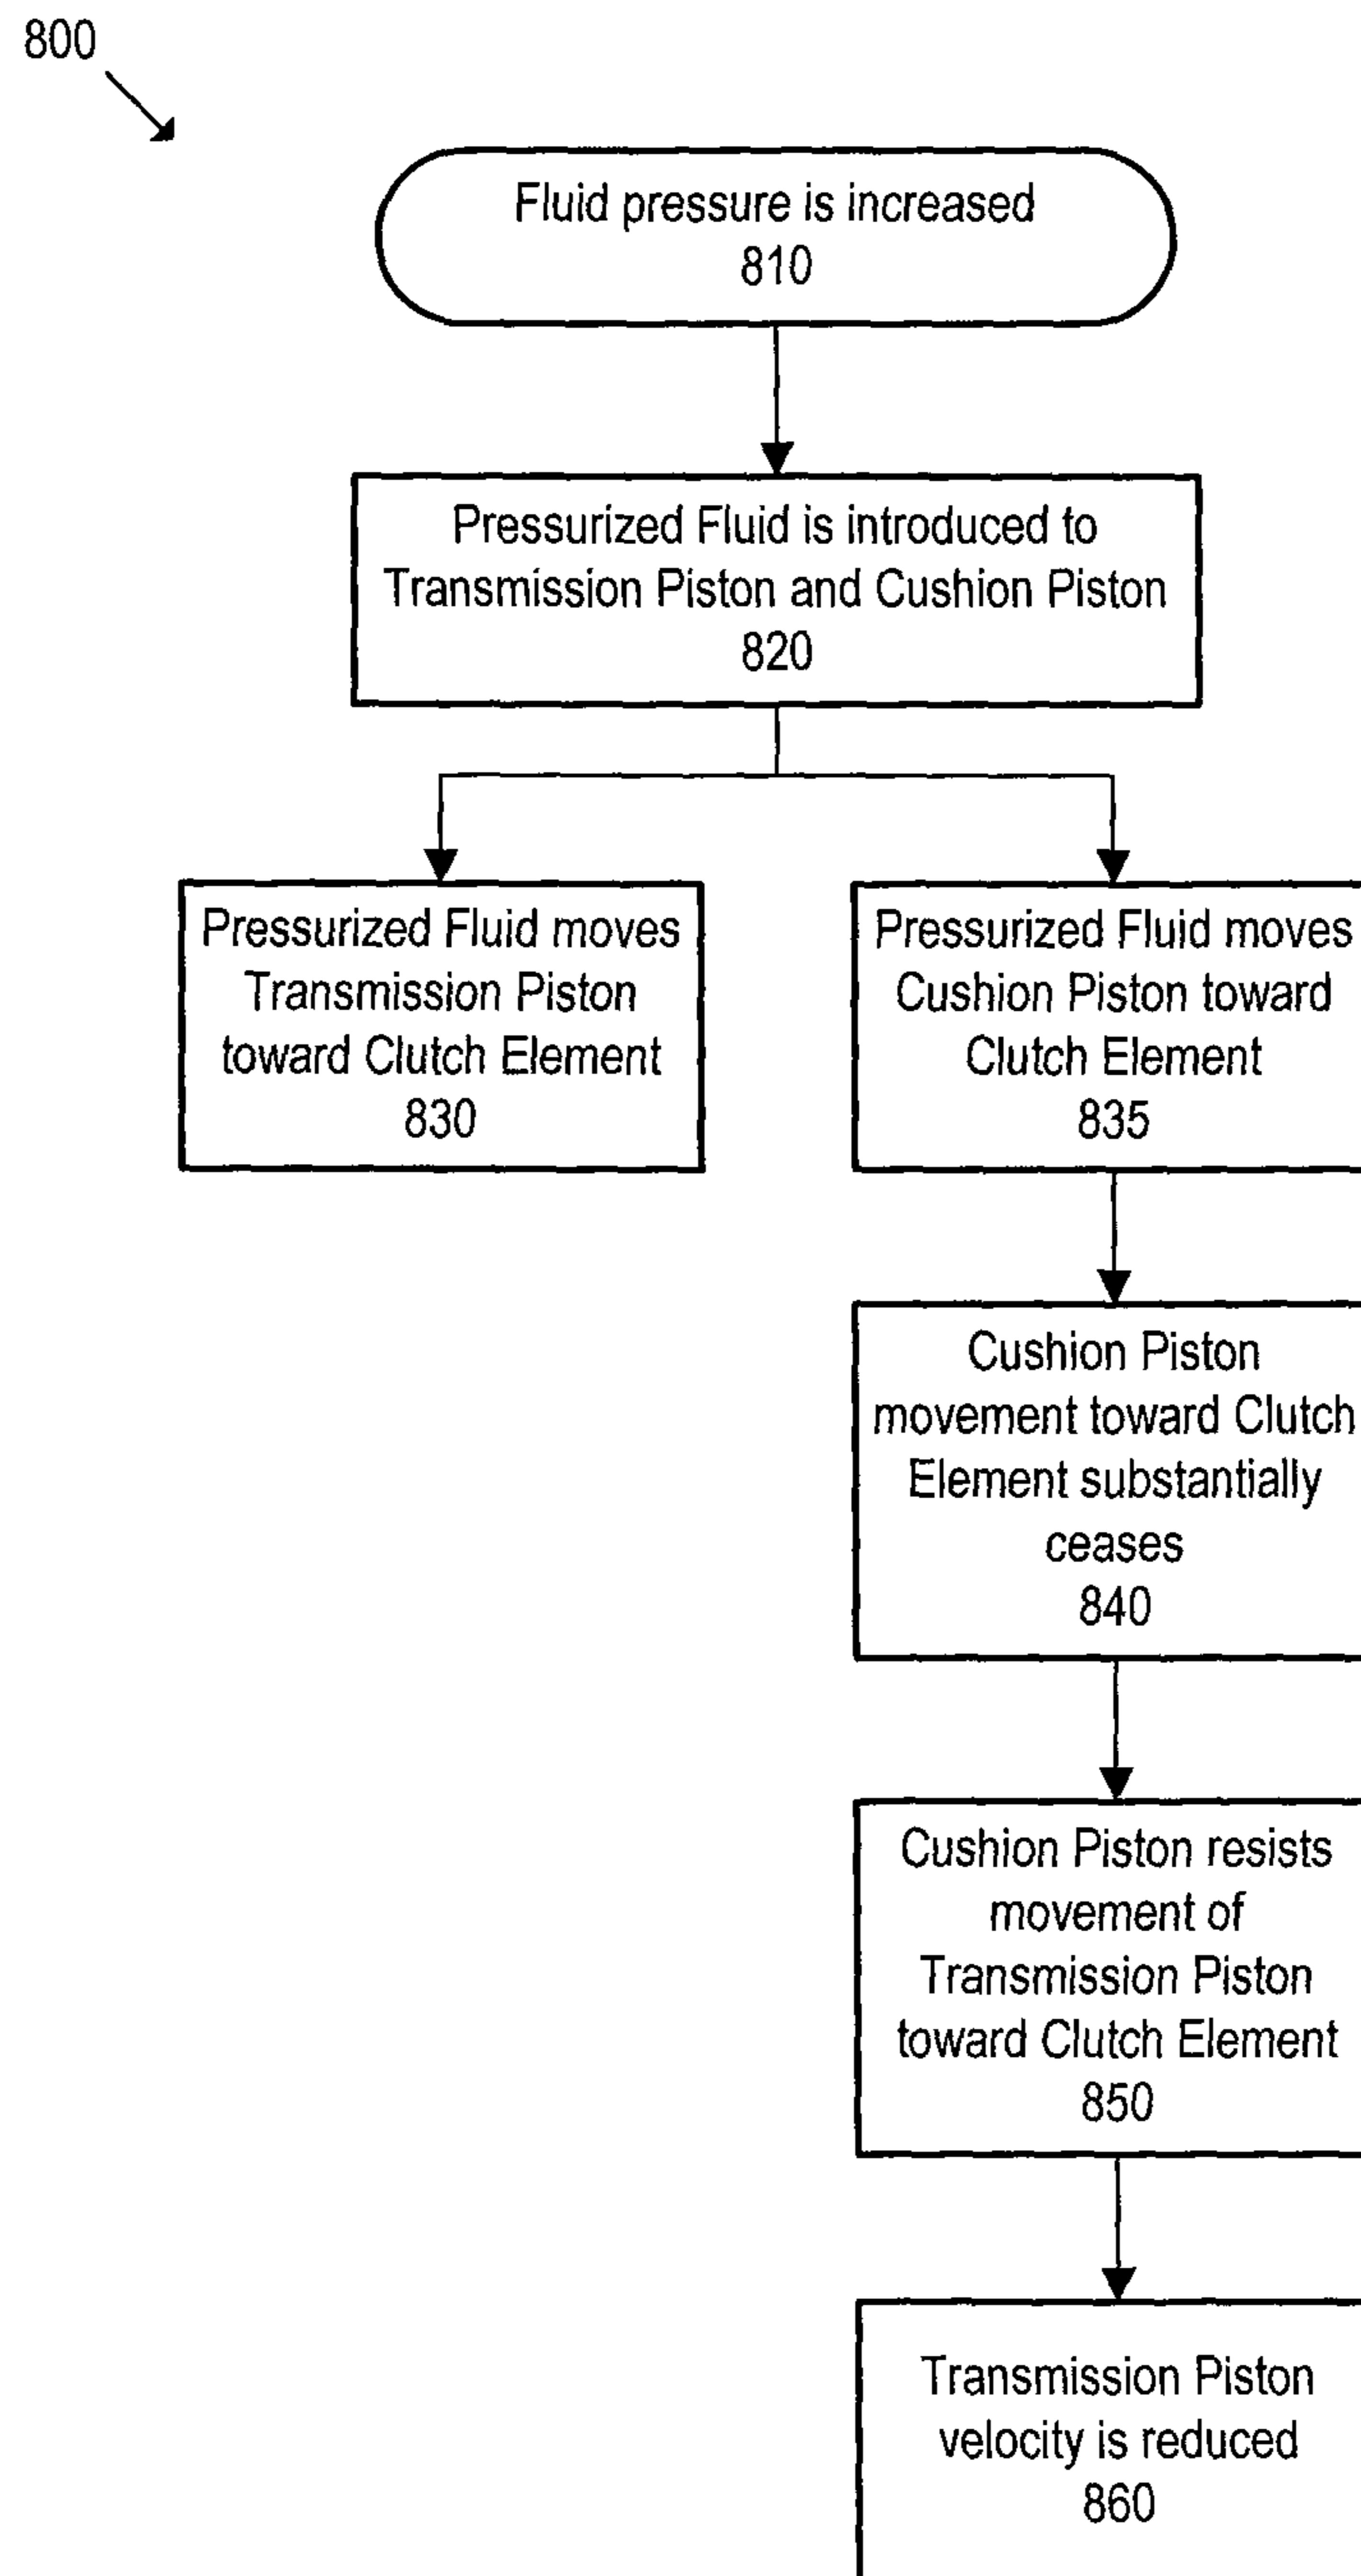 800
Fluid pressure is increased
810
Pressurized Fluid is introduced to
Transmission Piston and Cushion Piston
820
Pressurized Fluid moves
Transmission Piston
toward Clutch Element
830
Pressurized Fluid moves
Cushion Piston toward
Clutch Element
835
Cushion Piston
movement toward Clutch
Element substantially
ceases
840
Cushion Piston resists
movement of
Transmission Piston
toward Clutch Element
850
Transmission Piston
velocity is reduced
860